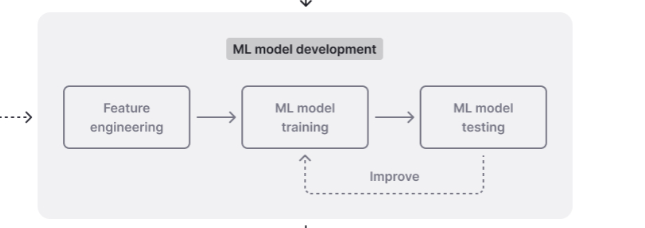 ML model development
Feature
engineering
ML model
training
ML model
testing
Improve